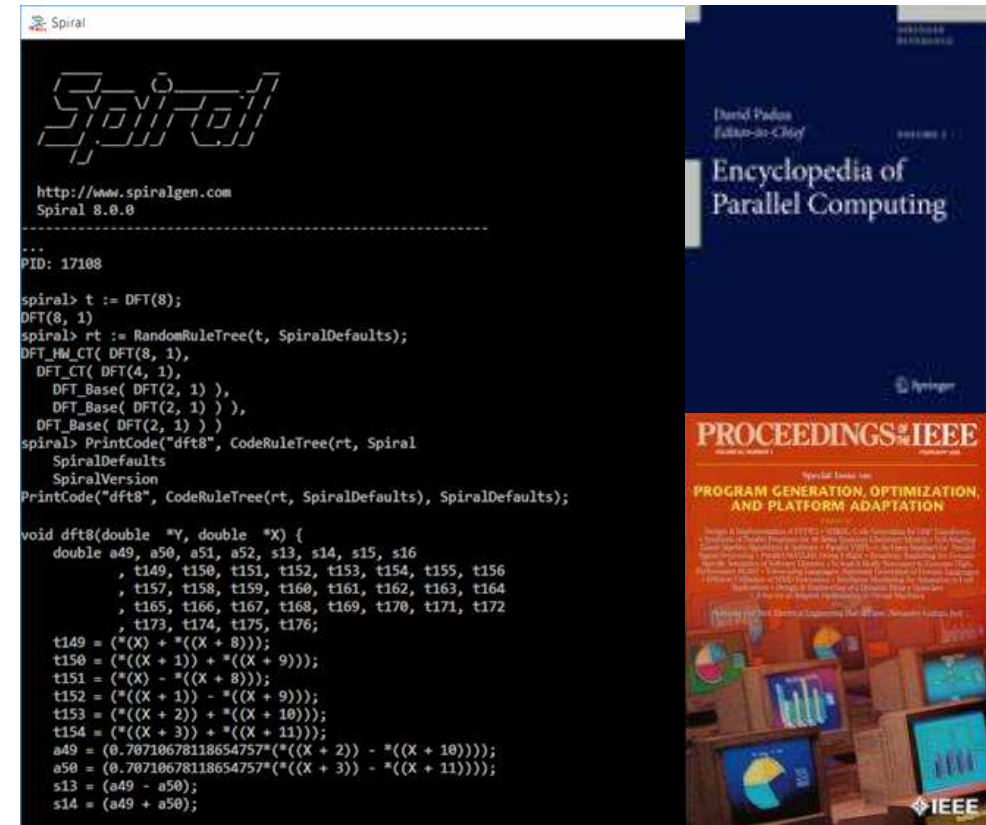 Spiral
Spiral
http://www.spiralgen.com
Spiral 8.0.0
----------------------------------------------------------
...
PID: 17108
spiral> t := DFT(8);
DFT(8, 1)
spiral> rt := RandomRuleTree(t, SpiralDefaults);
DFT_HW_CT( DFT(8, 1),
  DFT_CT( DFT(4, 1),
    DFT_Base( DFT(2, 1) ),
    DFT_Base( DFT(2, 1) ) ),
  DFT_Base( DFT(2, 1) ) )
spiral> PrintCode("dft8", CodeRuleTree(rt, Spiral
    SpiralDefaults
    SpiralVersion
PrintCode("dft8", CodeRuleTree(rt, SpiralDefaults), SpiralDefaults);
void dft8(double  *Y, double  *X) {
    double a49, a50, a51, a52, s13, s14, s15, s16
            , t149, t150, t151, t152, t153, t154, t155, t156
            , t157, t158, t159, t160, t161, t162, t163, t164
            , t165, t166, t167, t168, t169, t170, t171, t172
            , t173, t174, t175, t176;
    t149 = (*(X) + *((X + 8)));
    t150 = (*((X + 1)) + *((X + 9)));
    t151 = (*(X) - *((X + 8)));
    t152 = (*((X + 1)) - *((X + 9)));
    t153 = (*((X + 2)) + *((X + 10)));
    t154 = (*((X + 3)) + *((X + 11)));
    a49 = (0.70710678118654757*(*((X + 2)) - *((X + 10))));
    a50 = (0.70710678118654757*(*((X + 3)) - *((X + 11))));
    s13 = (a49 - a50);
    s14 = (a49 + a50);
David Padua
Editor-in-Chief
Encyclopedia of
Parallel Computing
Springer
PROCEEDINGS OF THE IEEE
Special Issue on:
PROGRAM GENERATION, OPTIMIZATION,
AND PLATFORM ADAPTATION
IEEE